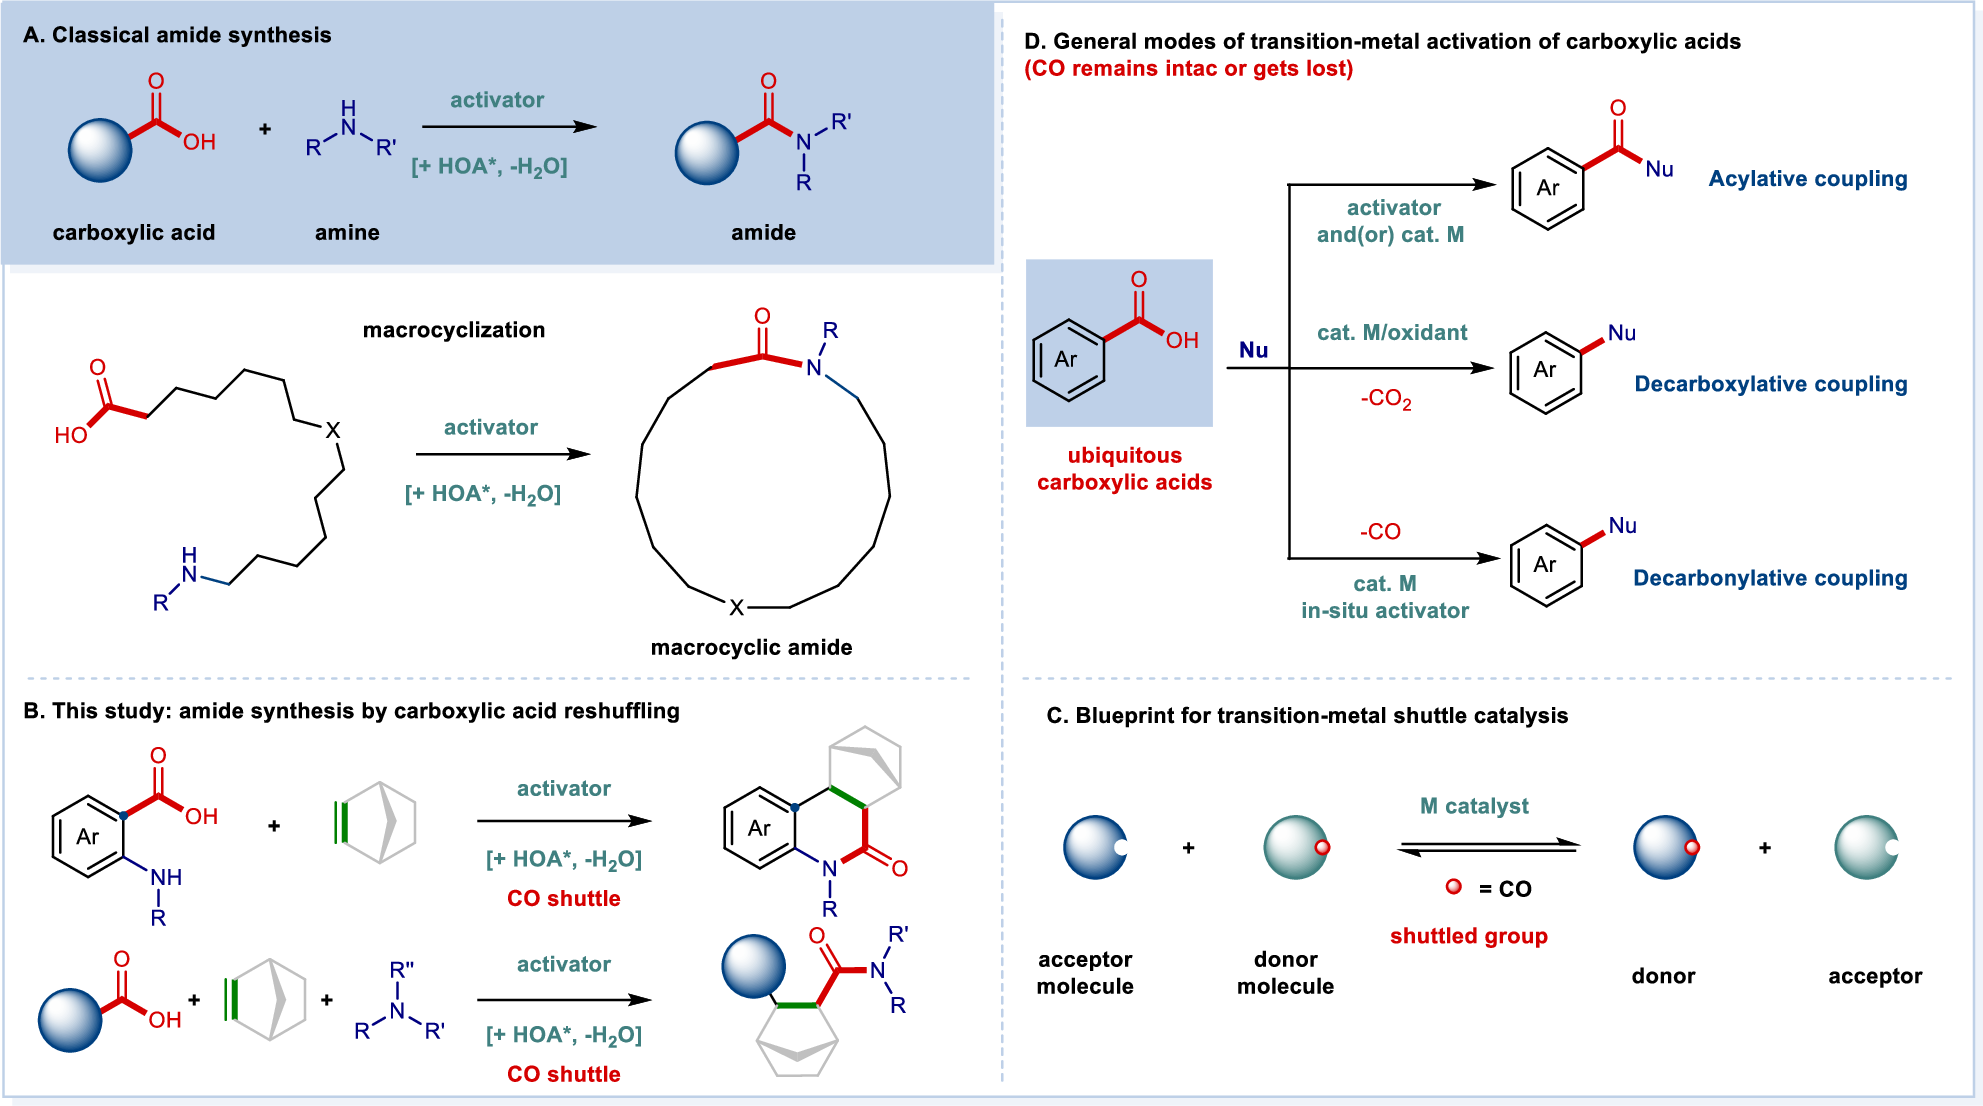 A. Classical amide synthesis
O
OH
+
H
N
R
R'
activator
[+ HOA*, -H₂O]
O
N
R'
R
carboxylic acid
amine
amide
macrocyclization
O
HO
X
H
N
R
activator
[+ HOA*, -H₂O]
O
R
N
X
macrocyclic amide
B. This study: amide synthesis by carboxylic acid reshuffling
O
OH
Ar
NH
R
+
activator
[+ HOA*, -H₂O]
CO shuttle
Ar
N
O
R
O
OH
+
+
R"
N
R
R'
activator
[+ HOA*, -H₂O]
CO shuttle
O
R'
N
R
D. General modes of transition-metal activation of carboxylic acids
(CO remains intac or gets lost)
O
OH
Ar
ubiquitous
carboxylic acids
Nu
activator
and(or) cat. M
O
Nu
Ar
Acylative coupling
cat. M/oxidant
-CO₂
Nu
Ar
Decarboxylative coupling
-CO
cat. M
in-situ activator
Nu
Ar
Decarbonylative coupling
C. Blueprint for transition-metal shuttle catalysis
+
M catalyst
= CO
shuttled group
+
acceptor
molecule
donor
molecule
donor
acceptor